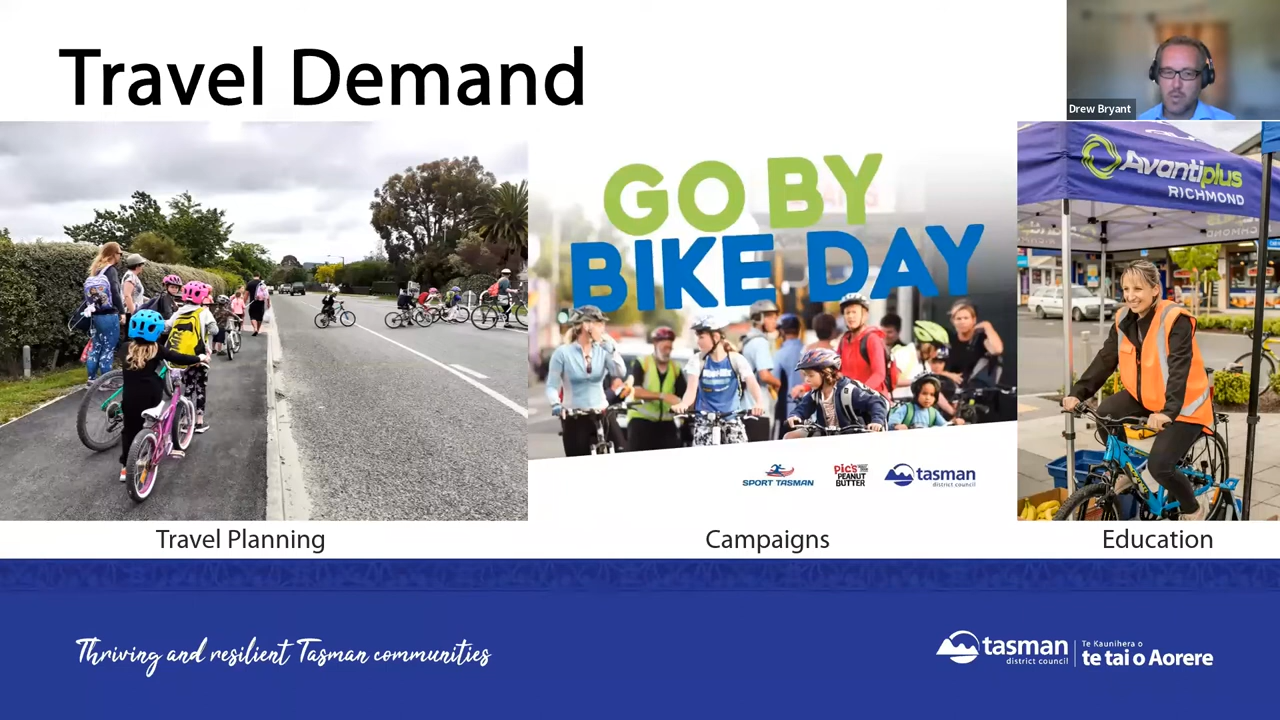 Travel Demand
Drew Bryant
GO BY
BIKE DAY
Avantiplus
RICHMOND
SPORT TASMAN
PiC'S
PEANUT
BUTTER
tasman
district council
Travel Planning
Campaigns
Education
Thriving and resilient Tasman communities
tasman
district council
Te Kaunihera o
te tai o Aorere